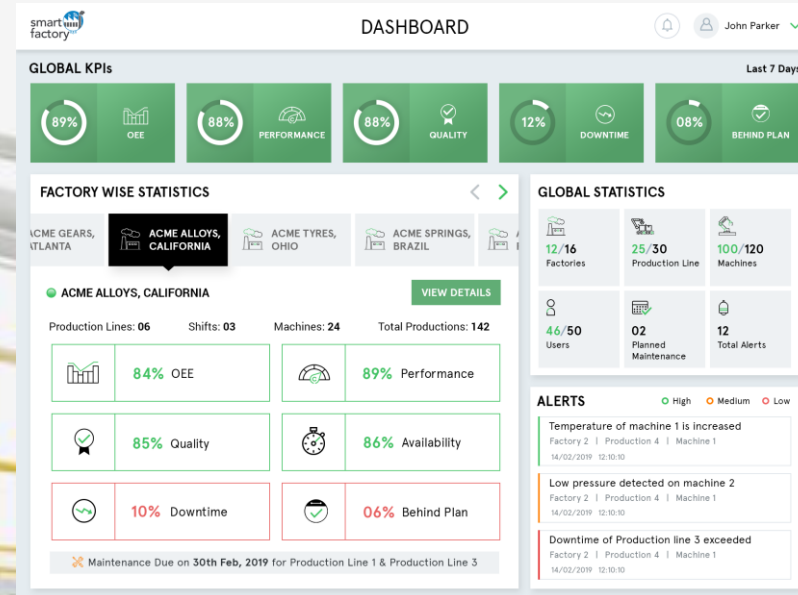 smart
factory
DASHBOARD
John Parker
GLOBAL KPIs
Last 7 Days
89%
OEE
88%
PERFORMANCE
88%
QUALITY
12%
DOWNTIME
08%
BEHIND PLAN
FACTORY WISE STATISTICS
ACME GEARS,
ATLANTA
ACME ALLOYS,
CALIFORNIA
ACME TYRES,
OHIO
ACME SPRINGS,
BRAZIL
ACME ALLOYS, CALIFORNIA
VIEW DETAILS
Production Lines: 06 Shifts: 03 Machines: 24 Total Productions: 142
84% OEE
89% Performance
85% Quality
86% Availability
10% Downtime
06% Behind Plan
Maintenance Due on 30th Feb, 2019 for Production Line 1 & Production Line 3
GLOBAL STATISTICS
12/16
Factories
25/30
Production Line
100/120
Machines
46/50
Users
02
Planned
Maintenance
12
Total Alerts
ALERTS
High Medium Low
Temperature of machine 1 is increased
Factory 2 | Production 4 | Machine 1
14/02/2019 12:10:10
Low pressure detected on machine 2
Factory 2 | Production 4 | Machine 1
14/02/2019 12:10:10
Downtime of Production line 3 exceeded
Factory 2 | Production 4 | Machine 1
14/02/2019 12:10:10